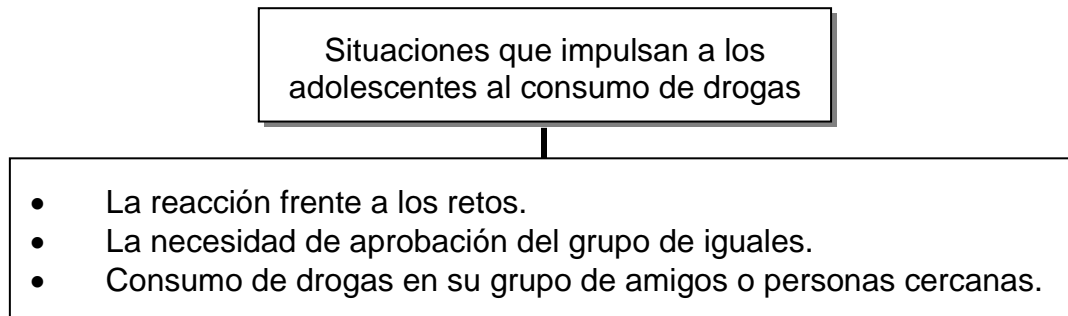 Situaciones que impulsan a los
adolescentes al consumo de drogas
• La reacción frente a los retos.
• La necesidad de aprobación del grupo de iguales.
• Consumo de drogas en su grupo de amigos o personas cercanas.